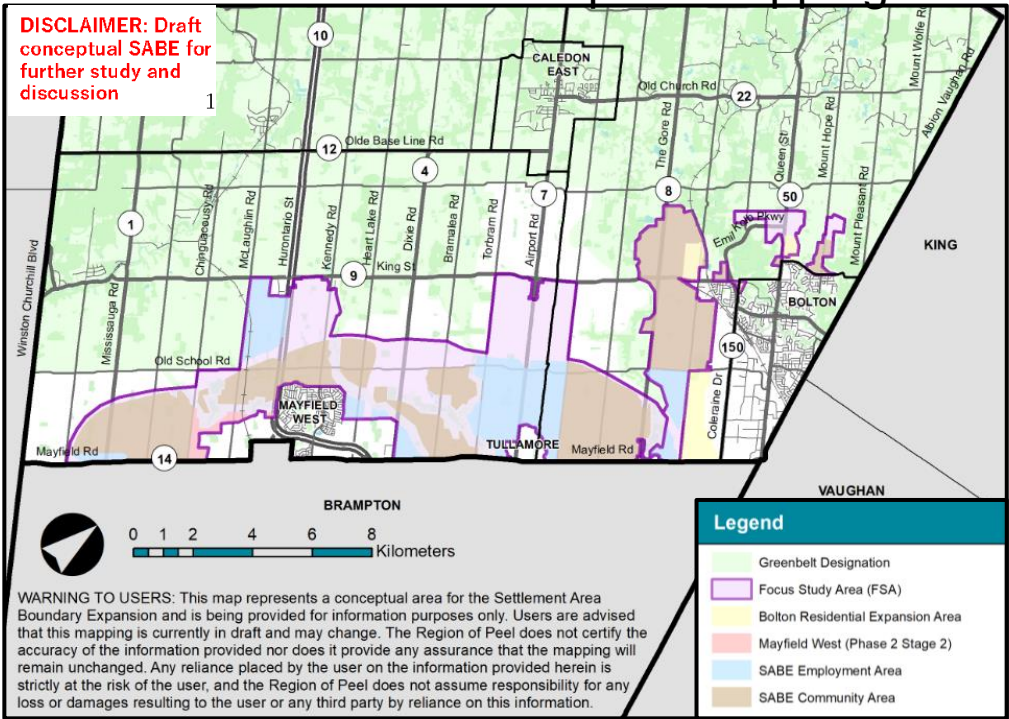 DISCLAIMER: Draft
conceptual SABE for
further study and
discussion
1
10
CALEDON
EAST
Old Church Rd
22
Mount Wolfe Rd
Albion Vaughan Rd
The Gore Rd
Queen St
Mount Hope Rd
12
Olde Base Line Rd
4
7
8
50
1
Chinguacousy Rd
McLaughlin Rd
Hurontario St
Kennedy Rd
Heart Lake Rd
Dixie Rd
Bramalea Rd
Torbram Rd
Airport Rd
Emil Kolb Pkwy
Mount Pleasant Rd
KING
Winston Churchill Blvd
Mississauga Rd
9
King St
BOLTON
150
Old School Rd
Coleraine Dr
MAYFIELD
WEST
Mayfield Rd
14
TULLAMORE
Mayfield Rd
BRAMPTON
VAUGHAN
0 1 2 4 6 8
Kilometers
WARNING TO USERS: This map represents a conceptual area for the Settlement Area
Boundary Expansion and is being provided for information purposes only. Users are advised
that this mapping is currently in draft and may change. The Region of Peel does not certify the
accuracy of the information provided nor does it provide any assurance that the mapping will
remain unchanged. Any reliance placed by the user on the information provided herein is
strictly at the risk of the user, and the Region of Peel does not assume responsibility for any
loss or damages resulting to the user or any third party by reliance on this information.
Legend
Greenbelt Designation
Focus Study Area (FSA)
Bolton Residential Expansion Area
Mayfield West (Phase 2 Stage 2)
SABE Employment Area
SABE Community Area